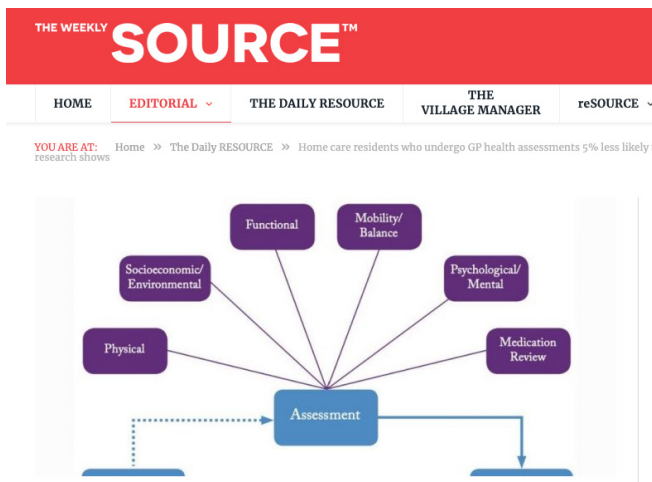 THE WEEKLY SOURCE™
HOME
EDITORIAL
THE DAILY RESOURCE
THE
VILLAGE MANAGER
reSOURCE
YOU ARE AT: Home » The Daily RESOURCE » Home care residents who undergo GP health assessments 5% less likely
research shows
Functional
Mobility/
Balance
Socioeconomic/
Environmental
Psychological/
Mental
Physical
Medication
Review
Assessment